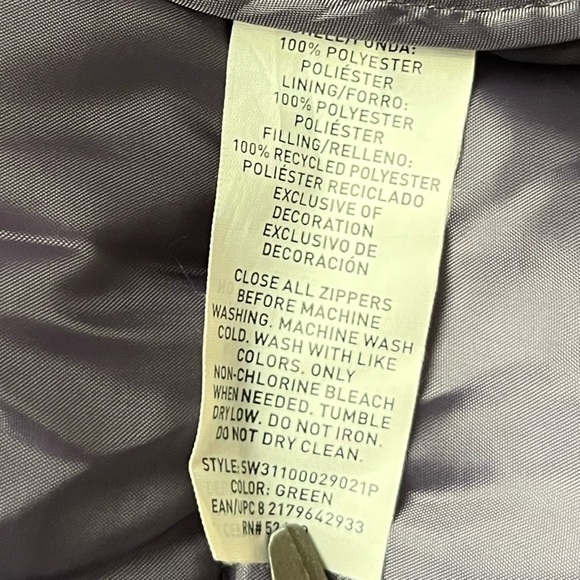 SHELL/FUNDA:
100% POLYESTER
POLIÉSTER
LINING/FORRO:
100% POLYESTER
POLIÉSTER
FILLING/RELLENO:
100% RECYCLED POLYESTER
POLIÉSTER RECICLADO
EXCLUSIVE OF
DECORATION
EXCLUSIVO DE
DECORACIÓN
CLOSE ALL ZIPPERS
BEFORE MACHINE
WASHING. MACHINE WASH
COLD. WASH WITH LIKE
COLORS. ONLY
NON-CHLORINE BLEACH
WHEN NEEDED. TUMBLE
DRY LOW. DO NOT IRON.
DO NOT DRY CLEAN.
STYLE:SW31100029021P
COLOR: GREEN
EAN/UPC 8 2179642933
RN#